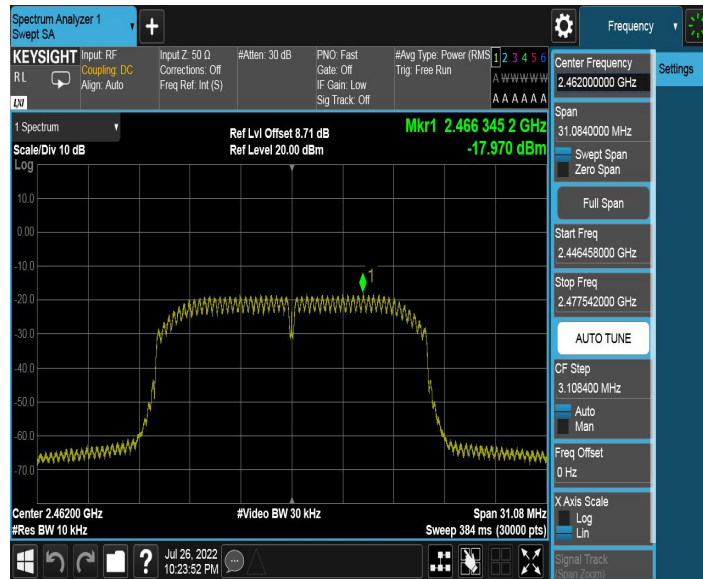 Spectrum Analyzer 1
Swept SA
+
Frequency
KEYSIGHT
RL
LXI
Input: RF
Coupling: DC
Align: Auto
Input Z: 50 Ω
Corrections: Off
Freq Ref: Int (S)
#Atten: 30 dB
PNO: Fast
Gate: Off
IF Gain: Low
Sig Track: Off
#Avg Type: Power (RMS
Trig: Free Run
1 2 3 4 5 6
A W W W W W
A A A A A A
Center Frequency
2.462000000 GHz
Settings
Span
31.0840000 MHz
Swept Span
Zero Span
Full Span
Start Freq
2.446458000 GHz
Stop Freq
2.477542000 GHz
AUTO TUNE
CF Step
3.108400 MHz
Auto
Man
Freq Offset
0 Hz
X Axis Scale
Log
Lin
Signal Track
(Span Zoom)
1 Spectrum
Scale/Div 10 dB
Log
Ref Lvl Offset 8.71 dB
Ref Level 20.00 dBm
Mkr1 2.466 345 2 GHz
-17.970 dBm
10.0
0.00
-10.0
1
-20.0
-30.0
-40.0
-50.0
-60.0
-70.0
Center 2.46200 GHz
#Res BW 10 kHz
#Video BW 30 kHz
Span 31.08 MHz
Sweep 384 ms (30000 pts)
?
Jul 26, 2022
10:23:52 PM